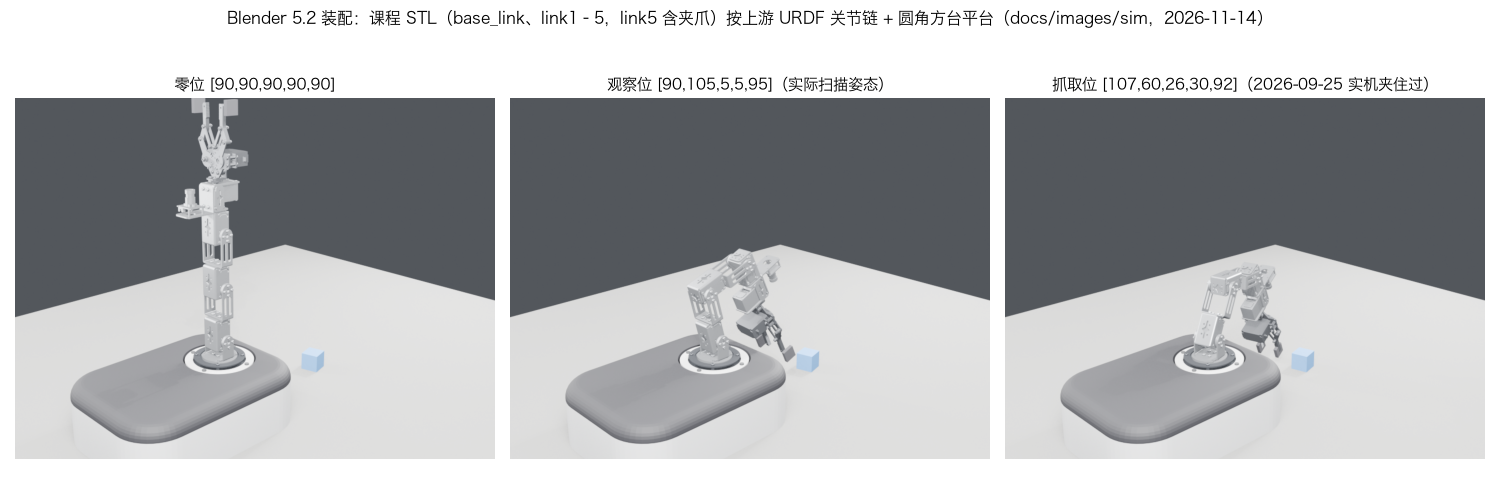 Blender 5.2 装配：课程 STL（base_link、link1 - 5，link5 含夹爪）按上游 URDF 关节链 + 圆角方台平台（docs/images/sim，2026-11-14）
零位 [90,90,90,90,90]
观察位 [90,105,5,5,95]（实际扫描姿态）
抓取位 [107,60,26,30,92]（2026-09-25 实机夹住过）